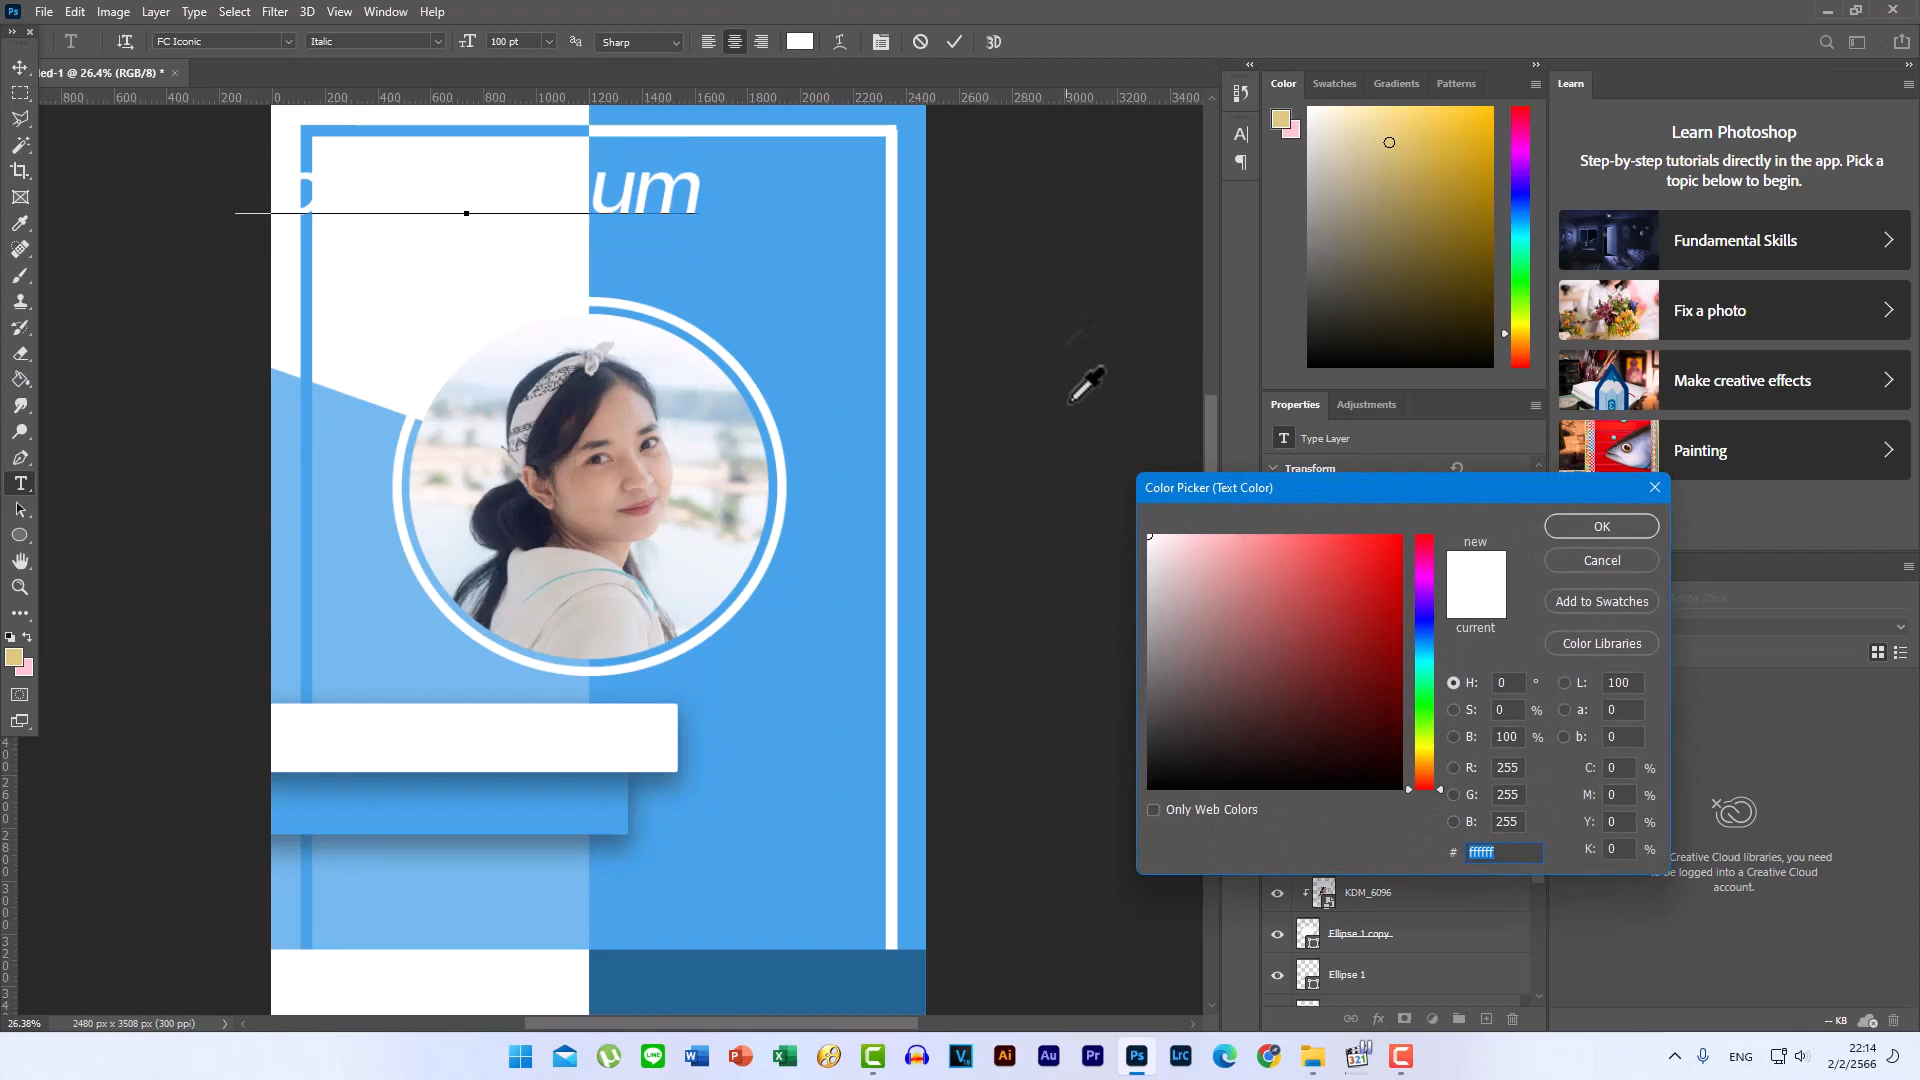 Ps File Edit Image Layer Type Select Filter 3D View Window Help
FC Iconic Italic 100 pt Sharp 3D
led-1 @ 26.4% (RGB/8) *
800 600 400 200 0 200 400 600 800 1000 1200 1400 1600 1800 2000 2200 2400 2600 2800 3000 3200 3400
Color Swatches Gradients Patterns
Learn
Learn Photoshop
Step-by-step tutorials directly in the app. Pick a
topic below to begin.
Fundamental Skills
Fix a photo
Make creative effects
Painting
um
Properties Adjustments
Type Layer
Transform
Color Picker (Text Color)
OK
Cancel
Add to Swatches
Color Libraries
new
current
H: 0 ° L: 100
S: 0 % a: 0
B: 100 % b: 0
R: 255 C: 0 %
G: 255 M: 0 %
B: 255 Y: 0 %
# ffffff K: 0 %
Only Web Colors
Adobe Stock
Creative Cloud libraries, you need
be logged into a Creative Cloud
account.
KDM_6096
Ellipse 1 copy
Ellipse 1
-- KB
26.38% 2480 px x 3508 px (300 ppi)
ENG
22:14
2/2/2566